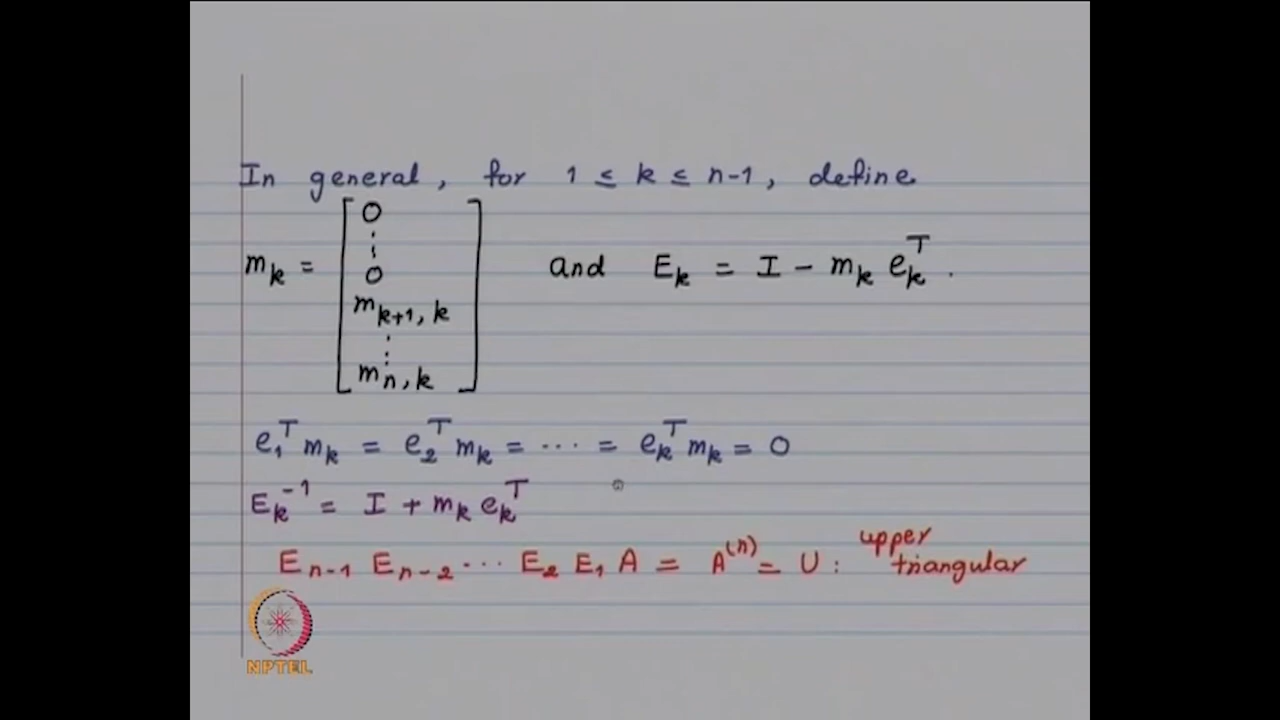 In general, for 1 ≤ k ≤ n-1, define
m_k = [0 ⋮ 0 m_{k+1,k} ⋮ m_{n,k}] and E_k = I - m_k e_k^T.
e_1^T m_k = e_2^T m_k = ⋯ = e_k^T m_k = 0
E_k^{-1} = I + m_k e_k^T
E_{n-1} E_{n-2} ⋯ E_2 E_1 A = A^{(n)} = U : upper triangular
NPTEL